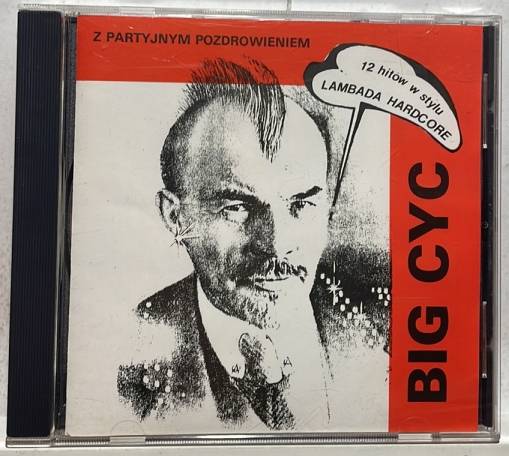 Z PARTYJNYM POZDROWIENIEM
12 hitów w stylu
LAMBADA HARDCORE
BIG CYC